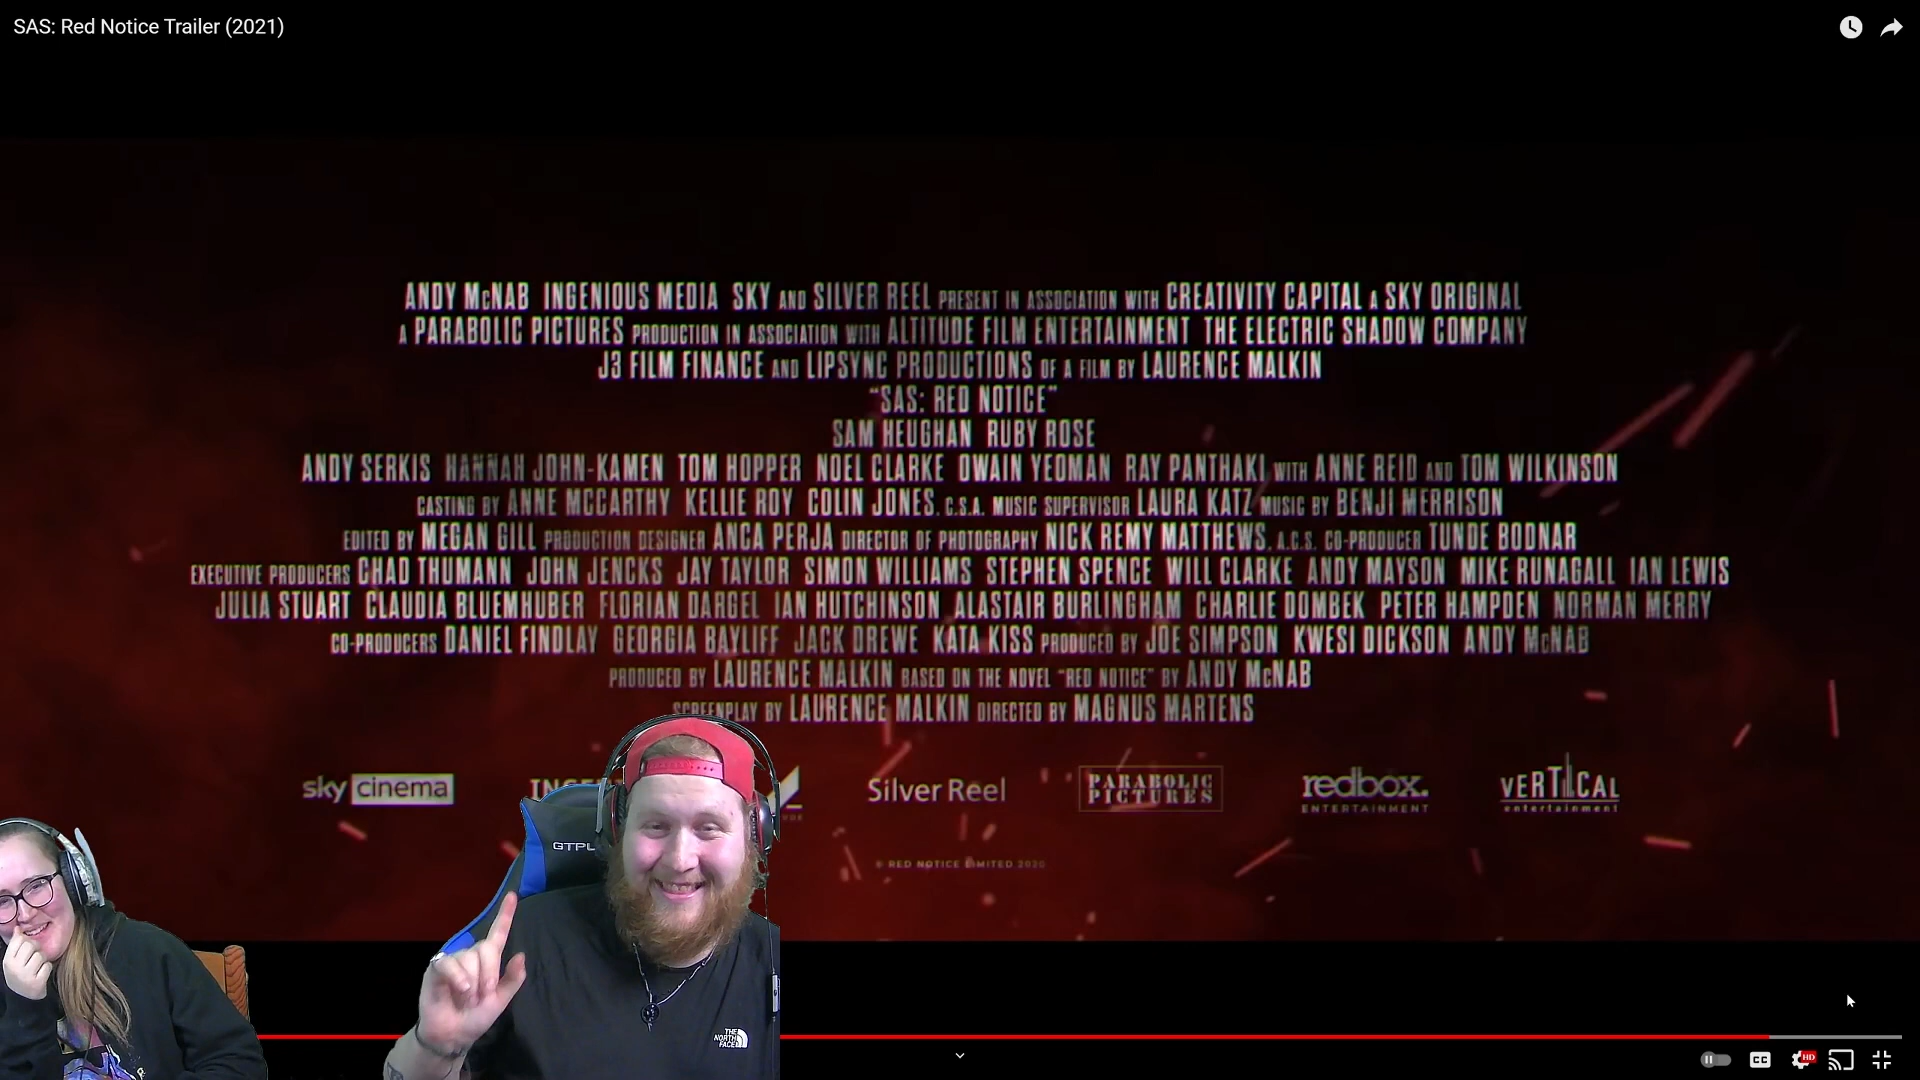 SAS: Red Notice Trailer (2021)
ANDY McNAB INGENIOUS MEDIA SKY AND SILVER REEL PRESENT IN ASSOCIATION WITH CREATIVITY CAPITAL A SKY ORIGINAL
A PARABOLIC PICTURES PRODUCTION IN ASSOCIATION WITH ALTITUDE FILM ENTERTAINMENT THE ELECTRIC SHADOW COMPANY
J3 FILM FINANCE AND LIPSYNC PRODUCTIONS OF A FILM BY LAURENCE MALKIN
“SAS: RED NOTICE”
SAM HEUGHAN RUBY ROSE
ANDY SERKIS HANNAH JOHN-KAMEN TOM HOPPER NOEL CLARKE OWAIN YEOMAN RAY PANTHAKI WITH ANNE REID AND TOM WILKINSON
CASTING BY ANNE MCCARTHY KELLIE ROY COLIN JONES, C.S.A. MUSIC SUPERVISOR LAURA KATZ MUSIC BY BENJI MERRISON
EDITED BY MEGAN GILL PRODUCTION DESIGNER ANCA PERJA DIRECTOR OF PHOTOGRAPHY NICK REMY MATTHEWS, A.C.S. CO-PRODUCER TUNDE BODNAR
EXECUTIVE PRODUCERS CHAD THUMANN JOHN JENCKS JAY TAYLOR SIMON WILLIAMS STEPHEN SPENCE WILL CLARKE ANDY MAYSON MIKE RUNAGALL IAN LEWIS
JULIA STUART CLAUDIA BLUEMHUBER FLORIAN DARGEL IAN HUTCHINSON ALASTAIR BURLINGHAM CHARLIE DOMBEK PETER HAMPDEN NORMAN MERRY
CO-PRODUCERS DANIEL FINDLAY GEORGIA BAYLIFF JACK DREWE KATA KISS PRODUCED BY JOE SIMPSON KWESI DICKSON ANDY McNAB
PRODUCED BY LAURENCE MALKIN BASED ON THE NOVEL “RED NOTICE” BY ANDY McNAB
SCREENPLAY BY LAURENCE MALKIN DIRECTED BY MAGNUS MARTENS
sky cinema
Silver Reel
PARABOLIC PICTURES
redbox. ENTERTAINMENT
VERTICAL entertainment
© RED NOTICE LIMITED 2020
THE NORTH FACE
CC
HD